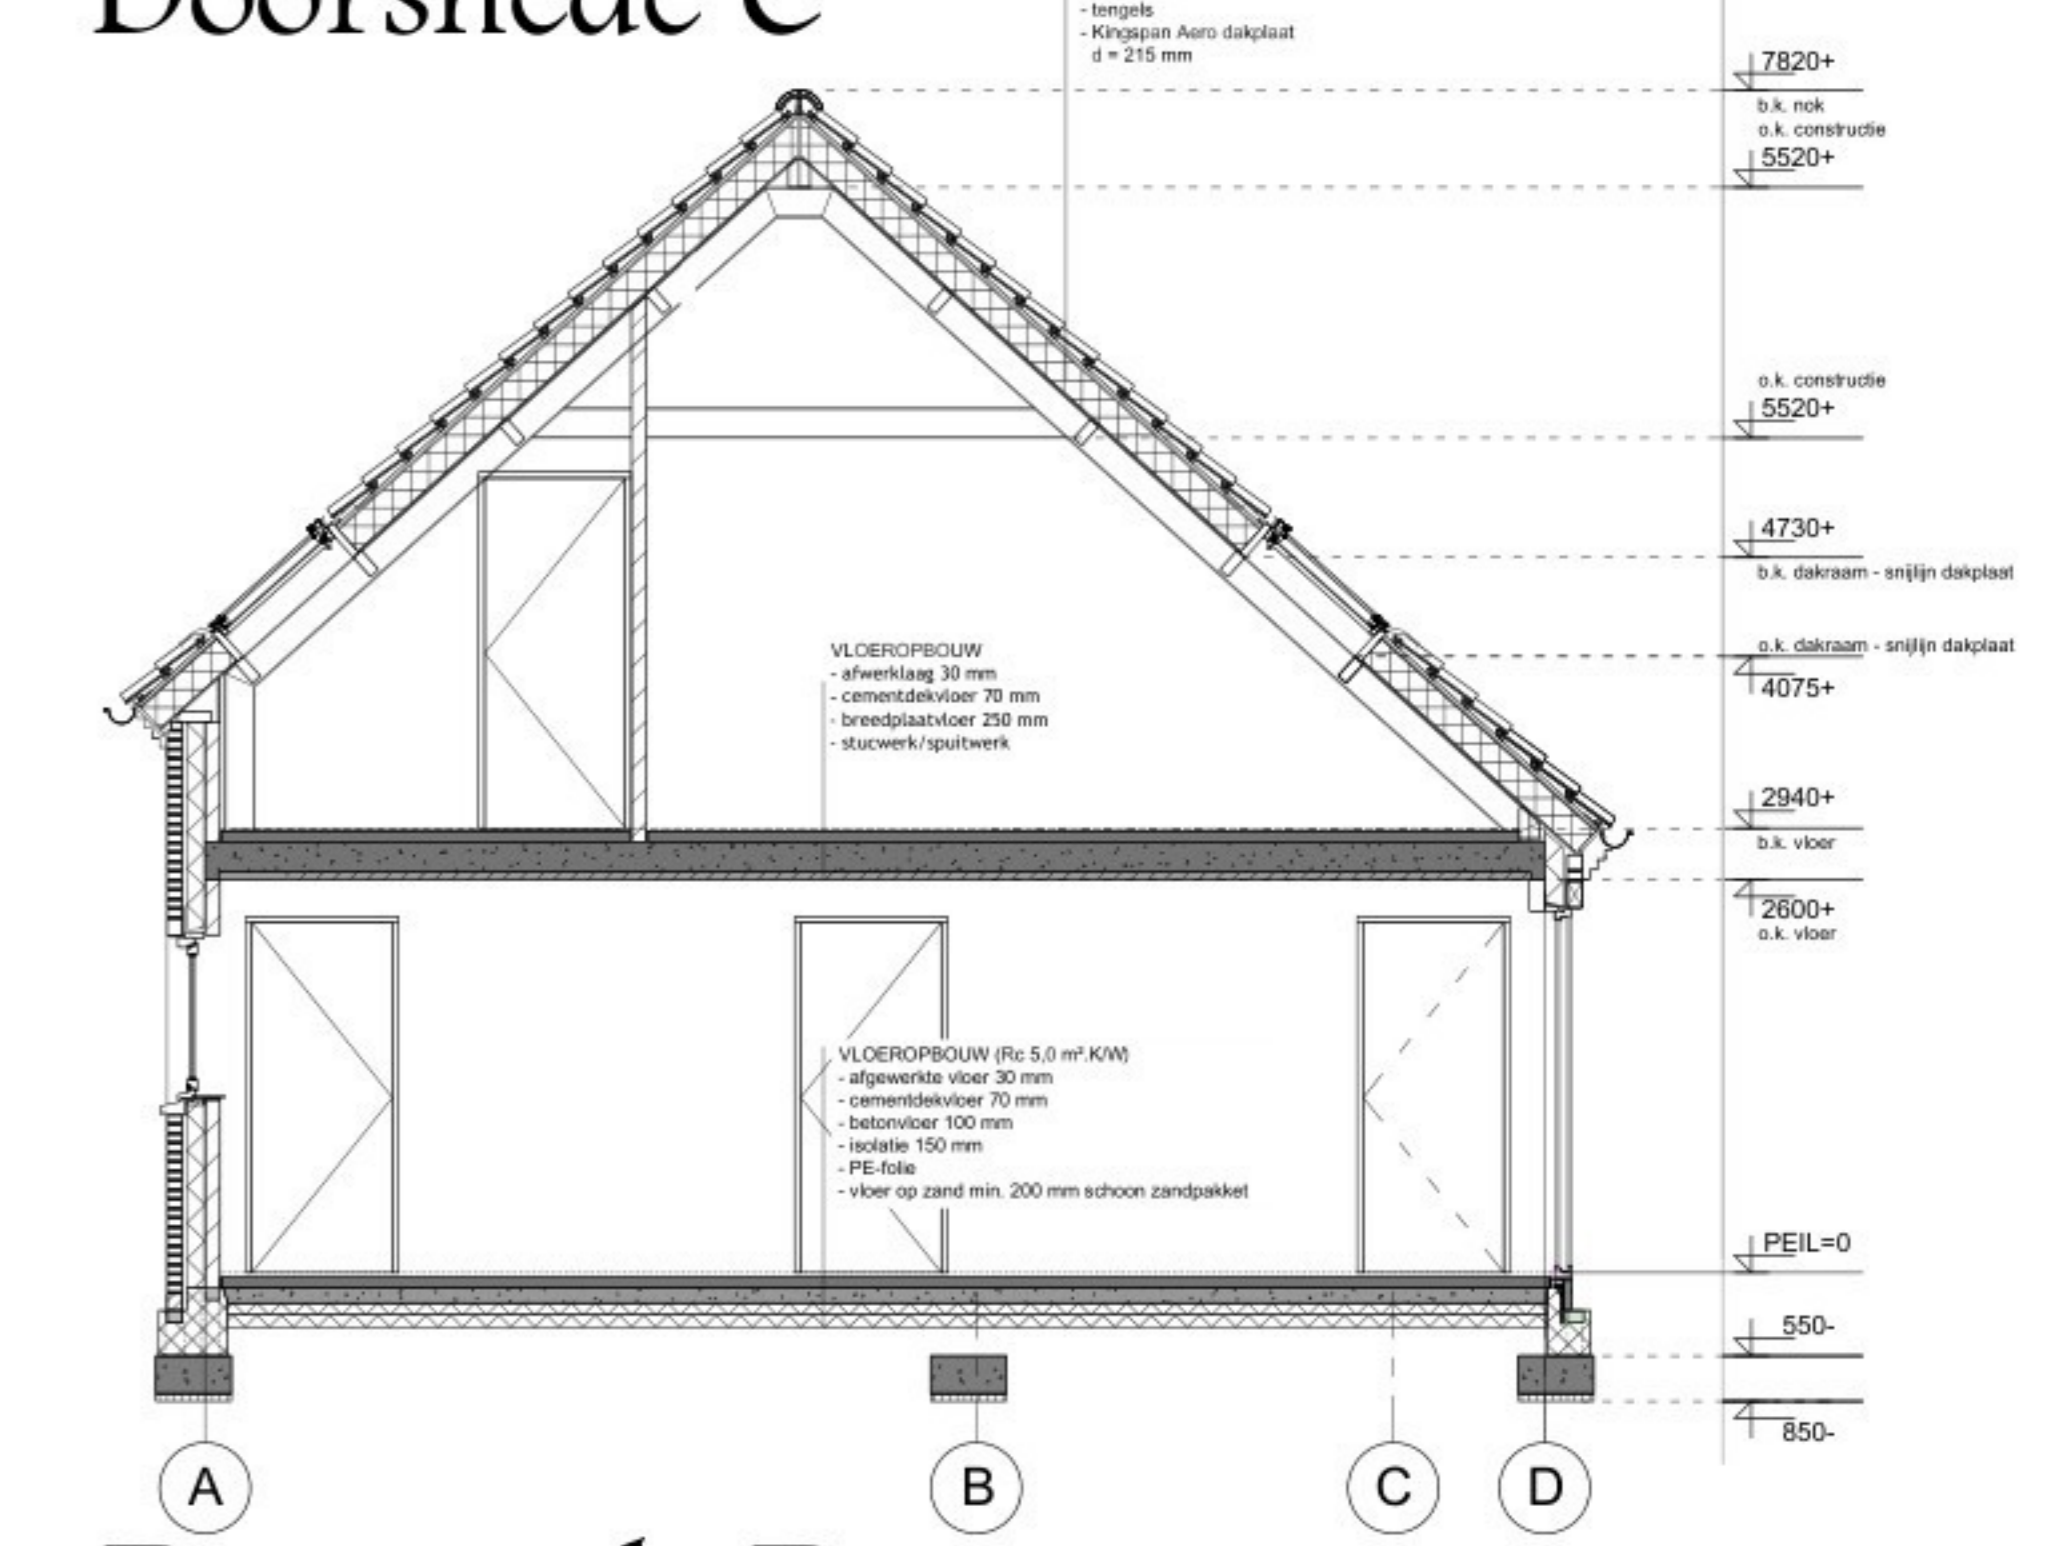 Doorsnede C
- tengels
- Kingspan Aero dakplaat
d = 215 mm
7820+
b.k. nok
o.k. constructie
5520+
o.k. constructie
5520+
4730+
b.k. dakraam - snijlijn dakplaat
o.k. dakraam - snijlijn dakplaat
4075+
VLOEROPBOUW
- afwerklaag 30 mm
- cementdekvloer 70 mm
- breedplaatvloer 250 mm
- stucwerk/spuitwerk
2940+
b.k. vloer
2600+
o.k. vloer
VLOEROPBOUW (Rc 5,0 m².K/W)
- afgewerkte vloer 30 mm
- cementdekvloer 70 mm
- betonvloer 100 mm
- isolatie 150 mm
- PE-folie
- vloer op zand min. 200 mm schoon zandpakket
PEIL=0
550-
850-
A B C D